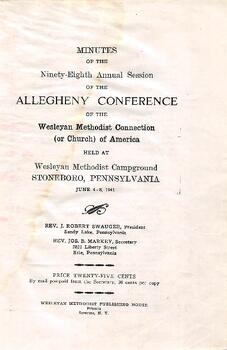 MINUTES
OF THE
Ninety-Eighth Annual Session
OF THE
ALLEGHENY CONFERENCE
OF THE
Wesleyan Methodist Connection
(or Church) of America
HELD AT
Wesleyan Methodist Campground
STONEBORO, PENNSYLVANIA
JUNE 4-8, 1941
REV. J. ROBERT SWAUGER, President
Sandy Lake, Pennsylvania
REV. JOS. B. MARKEY, Secretary
2821 Liberty Street
Erie, Pennsylvania
PRICE TWENTY-FIVE CENTS
By mail postpaid from the Secretary, 30 cents per copy
WESLEYAN METHODIST PUBLISHING HOUSE
Printers
Syracuse, N. Y.